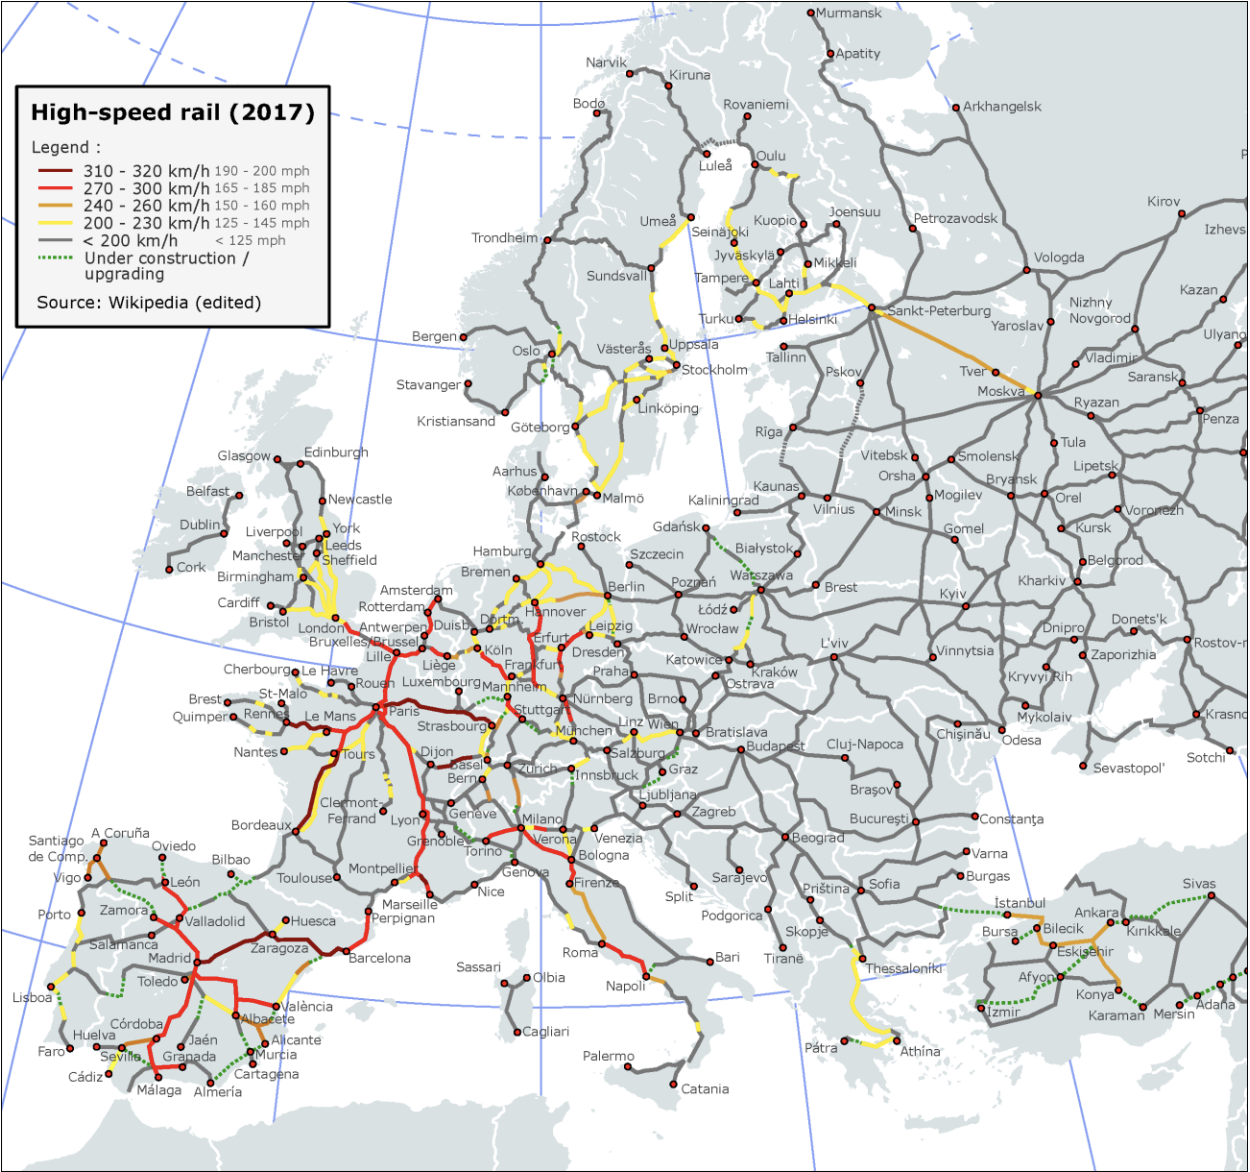 High-speed rail (2017)
Legend :
310 - 320 km/h 190 - 200 mph
270 - 300 km/h 165 - 185 mph
240 - 260 km/h 150 - 160 mph
200 - 230 km/h 125 - 145 mph
< 200 km/h < 125 mph
Under construction /
upgrading
Source: Wikipedia (edited)
Murmansk
Apatity
Narvik
Kiruna
Bodø
Rovaniemi
Arkhangelsk
Luleå
Oulu
P
Kirov
Umeå
Seinäjoki
Kuopio
Joensuu
Petrozavodsk
Izhevs
Trondheim
Jyväskylä
Mikkeli
Vologda
Sundsvall
Tampere
Lahti
Kazan
Nizhny
Novgorod
Turku
Helsinki
Sankt-Peterburg
Yaroslav
Ulyano
Bergen
Oslo
Västerås
Uppsala
Tallinn
Vladimir
Stockholm
Pskov
Tver
Saransk
Stavanger
Moskva
Ryazan
Linköping
Kristiansand
Göteborg
Rīga
Penza
Tula
Glasgow
Edinburgh
Vitebsk
Smolensk
Aarhus
Orsha
Bryansk
Lipetsk
Belfast
København
Malmö
Kaunas
Mogilev
Orel
Newcastle
Kaliningrad
Vilnius
Minsk
Voronezh
Dublin
Liverpool
York
Gdańsk
Gomel
Kursk
Leeds
Rostock
Manchester
Sheffield
Hamburg
Szczecin
Białystok
Belgorod
Cork
Birmingham
Bremen
Warszawa
Kharkiv
Amsterdam
Berlin
Poznań
Brest
Cardiff
Rotterdam
Hannover
Łódź
Kyiv
Bristol
London
Antwerpen
Duisb
Dortm
Leipzig
Wrocław
Dnipro
Donets'k
Bruxelles/Brussel
Erfurt
Dresden
Rostov-n
Lille
Liège
Köln
Katowice
Kraków
L'viv
Vinnytsia
Zaporizhia
Cherbourg
Le Havre
Frankfurt
Praha
Ostrava
Kryvyi Rih
Rouen
Luxembourg
Mannheim
Brest
St-Malo
Nürnberg
Brno
Quimper
Rennes
Le Mans
Paris
Stuttgart
Mykolaiv
Krasno
Strasbourg
Linz
Wien
Bratislava
Chişinău
Odesa
Nantes
Tours
Dijon
München
Salzburg
Budapest
Cluj-Napoca
Sotchi
Basel
Zürich
Innsbruck
Graz
Sevastopol'
Bern
Braşov
Clermont-
Ferrand
Genève
Ljubljana
Zagreb
Bordeaux
Lyon
Milano
Bucureşti
Constanţa
A Coruña
Grenoble
Verona
Venezia
Beograd
Santiago
de Comp.
Oviedo
Torino
Bologna
Bilbao
Montpellier
Genova
Varna
Vigo
León
Toulouse
Nice
Firenze
Sarajevo
Priština
Sofia
Burgas
Sivas
Marseille
Split
Porto
Zamora
Valladolid
Huesca
Perpignan
Podgorica
İstanbul
Ankara
Skopje
Bursa
Bilecik
Kırıkkale
Salamanca
Zaragoza
Eskişehir
Madrid
Barcelona
Roma
Bari
Tiranë
Thessaloníki
Afyon
Toledo
Sassari
Olbia
Napoli
Lisboa
València
Konya
Adana
Albacete
İzmir
Karaman
Mersin
Córdoba
Huelva
Jaén
Alicante
Cagliari
Faro
Sevilla
Granada
Murcia
Palermo
Pátra
Athína
Cádiz
Cartagena
Málaga
Almería
Catania